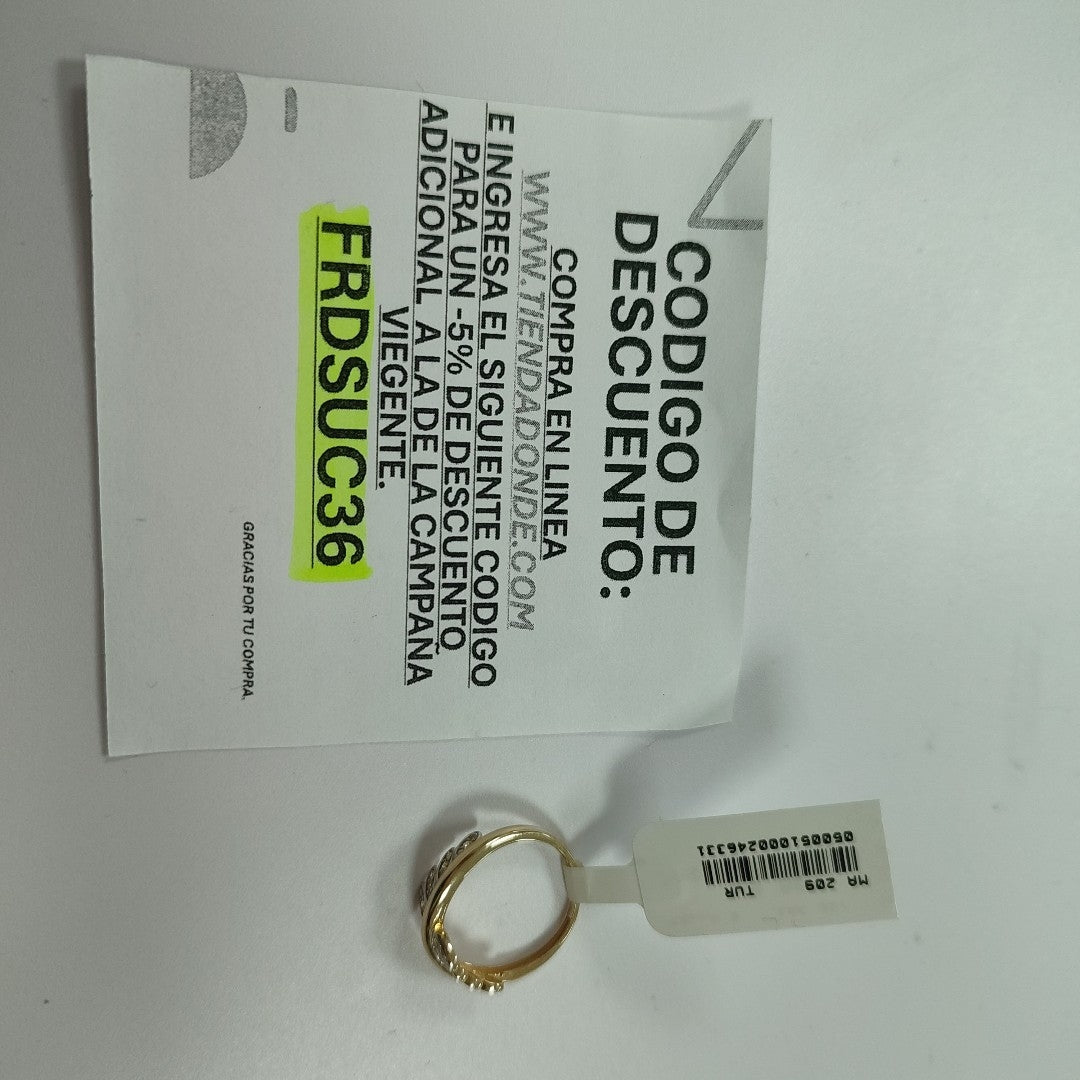 CODIGO DE
DESCUENTO:
COMPRA EN LINEA
WWW.TIENDADONDE.COM
E INGRESA EL SIGUIENTE CODIGO
PARA UN -5% DE DESCUENTO
ADICIONAL A LA DE LA CAMPAÑA
VIEGENTE.
FRDSUC36
GRACIAS POR TU COMPRA.
MA 209 TUR
050051000246331